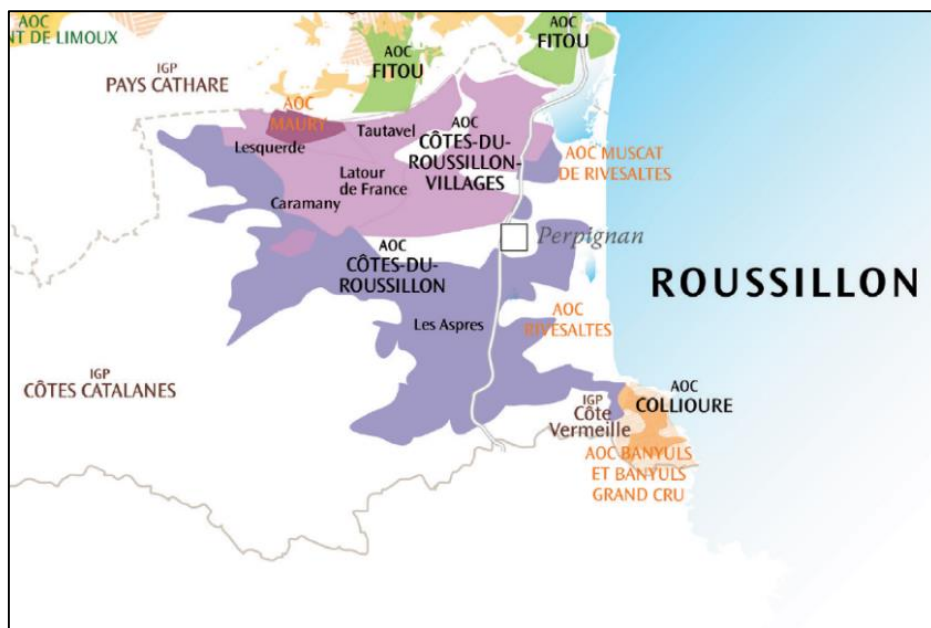 AOC
NT DE LIMOUX
AOC
FITOU
AOC
FITOU
IGP
PAYS CATHARE
AOC
MAURY
Tautavel
Lesquerde
AOC
CÔTES-DU-
ROUSSILLON-
VILLAGES
AOC MUSCAT
DE RIVESALTES
Latour
de France
Caramany
Perpignan
AOC
CÔTES-DU-
ROUSSILLON
ROUSSILLON
Les Aspres
AOC
RIVESALTES
IGP
CÔTES CATALANES
AOC
COLLIOURE
IGP
Côte
Vermeille
AOC BANYULS
ET BANYULS
GRAND CRU